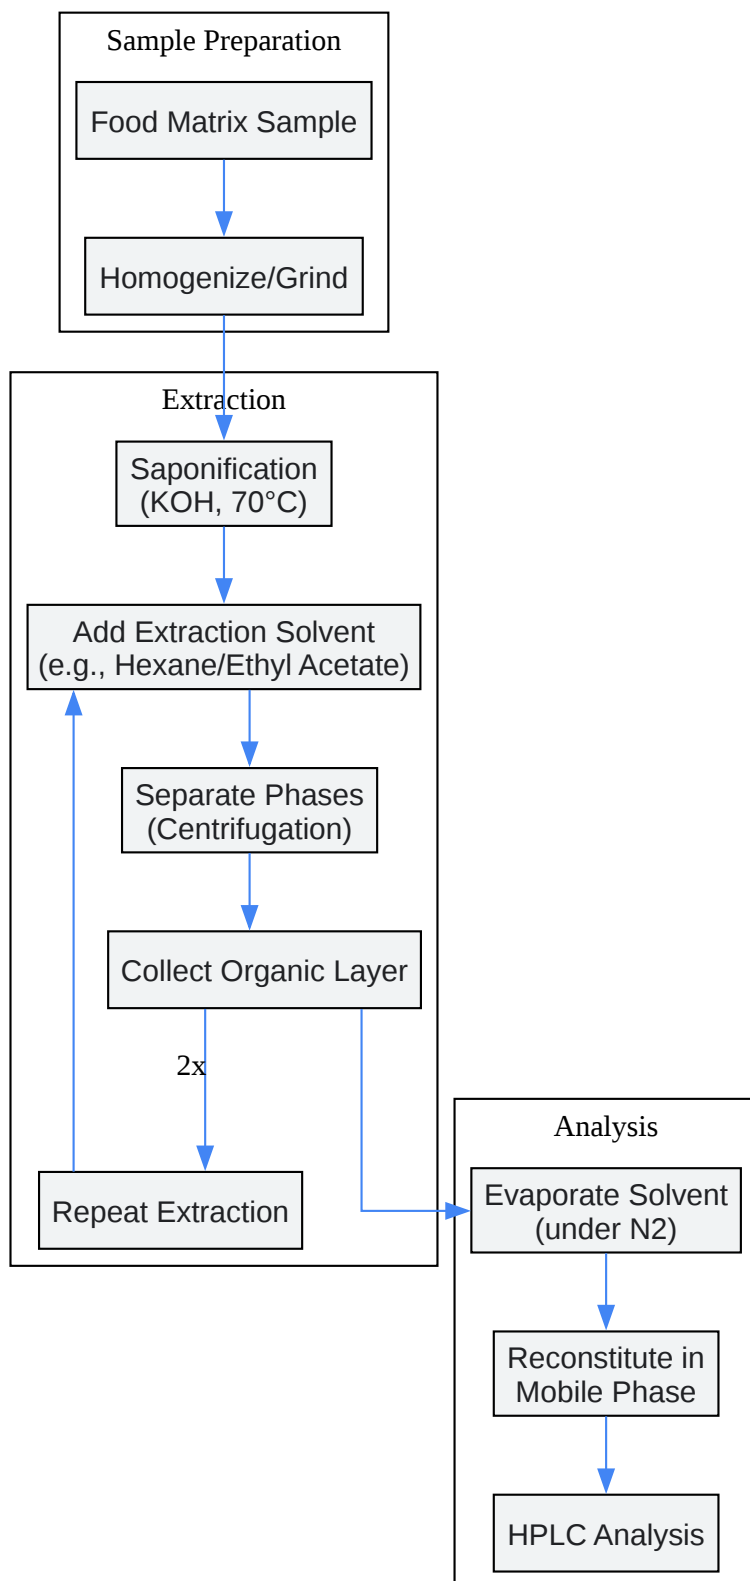 Sample Preparation
Food Matrix Sample
Homogenize/Grind
Extraction
Saponification
(KOH, 70°C)
Add Extraction Solvent
(e.g., Hexane/Ethyl Acetate)
Separate Phases
(Centrifugation)
Collect Organic Layer
2x
Repeat Extraction
Analysis
Evaporate Solvent
(under N2)
Reconstitute in
Mobile Phase
HPLC Analysis